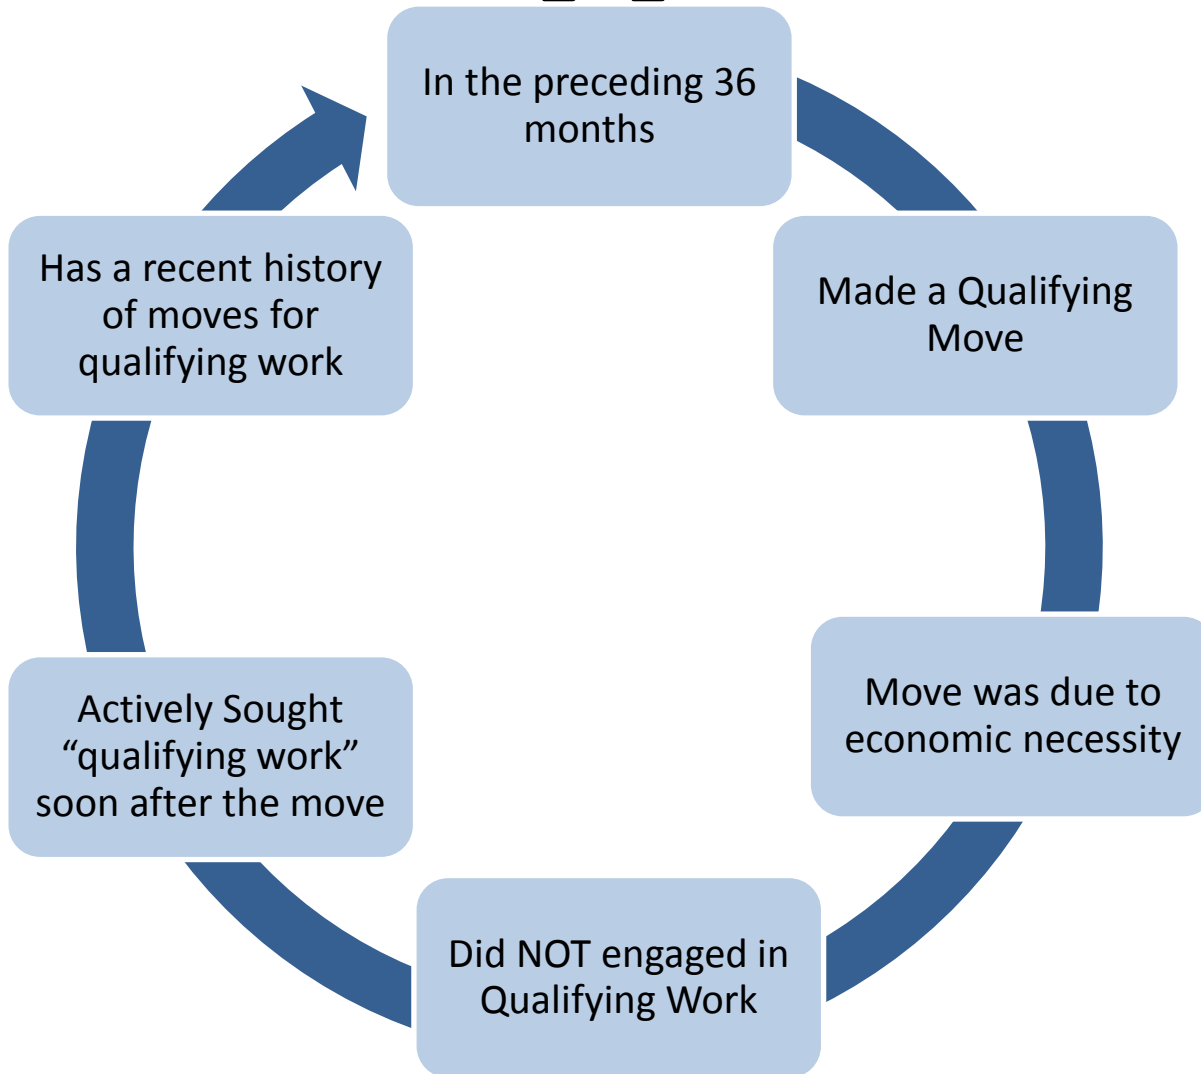 In the preceding 36
months
Made a Qualifying
Move
Move was due to
economic necessity
Did NOT engaged in
Qualifying Work
Actively Sought
“qualifying work”
soon after the move
Has a recent history
of moves for
qualifying work